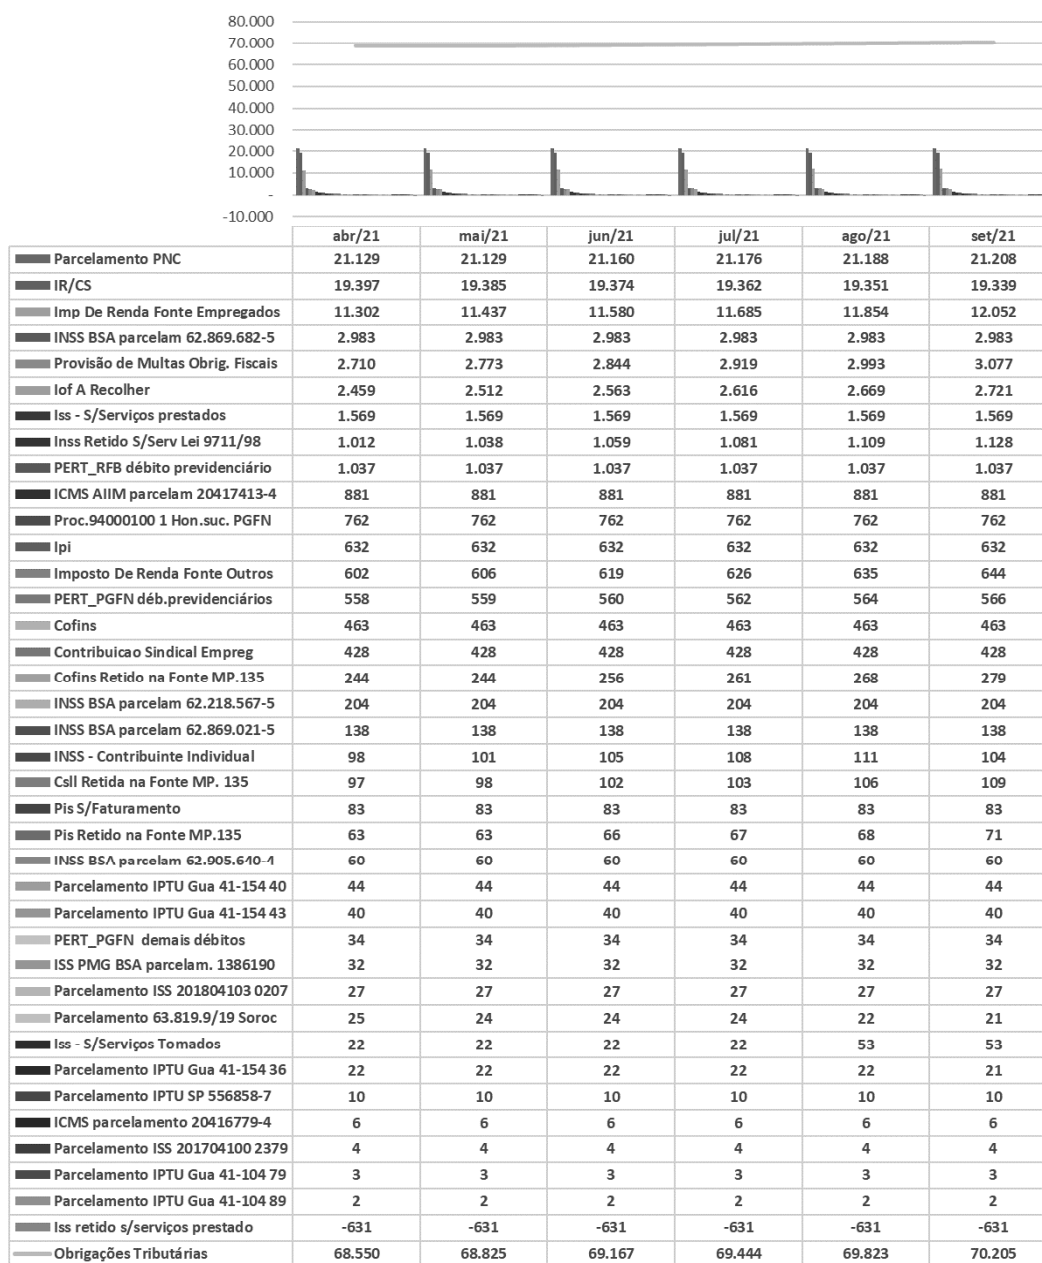 80.000
70.000
60.000
50.000
40.000
30.000
20.000
10.000
-
-10.000
abr/21 mai/21 jun/21 jul/21 ago/21 set/21
Parcelamento PNC 21.129 21.129 21.160 21.176 21.188 21.208
IR/CS 19.397 19.385 19.374 19.362 19.351 19.339
Imp De Renda Fonte Empregados 11.302 11.437 11.580 11.685 11.854 12.052
INSS BSA parcelam 62.869.682-5 2.983 2.983 2.983 2.983 2.983 2.983
Provisão de Multas Obrig. Fiscais 2.710 2.773 2.844 2.919 2.993 3.077
Iof A Recolher 2.459 2.512 2.563 2.616 2.669 2.721
Iss - S/Serviços prestados 1.569 1.569 1.569 1.569 1.569 1.569
Inss Retido S/Serv Lei 9711/98 1.012 1.038 1.059 1.081 1.109 1.128
PERT_RFB débito previdenciário 1.037 1.037 1.037 1.037 1.037 1.037
ICMS AIIM parcelam 20417413-4 881 881 881 881 881 881
Proc.94000100 1 Hon.suc. PGFN 762 762 762 762 762 762
Ipi 632 632 632 632 632 632
Imposto De Renda Fonte Outros 602 606 619 626 635 644
PERT_PGFN déb.previdenciários 558 559 560 562 564 566
Cofins 463 463 463 463 463 463
Contribuicao Sindical Empreg 428 428 428 428 428 428
Cofins Retido na Fonte MP.135 244 244 256 261 268 279
INSS BSA parcelam 62.218.567-5 204 204 204 204 204 204
INSS BSA parcelam 62.869.021-5 138 138 138 138 138 138
INSS - Contribuinte Individual 98 101 105 108 111 104
Csll Retida na Fonte MP. 135 97 98 102 103 106 109
Pis S/Faturamento 83 83 83 83 83 83
Pis Retido na Fonte MP.135 63 63 66 67 68 71
INSS BSA parcelam 62.905.640-4 60 60 60 60 60 60
Parcelamento IPTU Gua 41-154 40 44 44 44 44 44 44
Parcelamento IPTU Gua 41-154 43 40 40 40 40 40 40
PERT_PGFN demais débitos 34 34 34 34 34 34
ISS PMG BSA parcelam. 1386190 32 32 32 32 32 32
Parcelamento ISS 201804103 0207 27 27 27 27 27 27
Parcelamento 63.819.9/19 Soroc 25 24 24 24 22 21
Iss - S/Serviços Tomados 22 22 22 22 53 53
Parcelamento IPTU Gua 41-154 36 22 22 22 22 22 21
Parcelamento IPTU SP 556858-7 10 10 10 10 10 10
ICMS parcelamento 20416779-4 6 6 6 6 6 6
Parcelamento ISS 201704100 2379 4 4 4 4 4 4
Parcelamento IPTU Gua 41-104 79 3 3 3 3 3 3
Parcelamento IPTU Gua 41-104 89 2 2 2 2 2 2
Iss retido s/serviços prestado -631 -631 -631 -631 -631 -631
Obrigações Tributárias 68.550 68.825 69.167 69.444 69.823 70.205